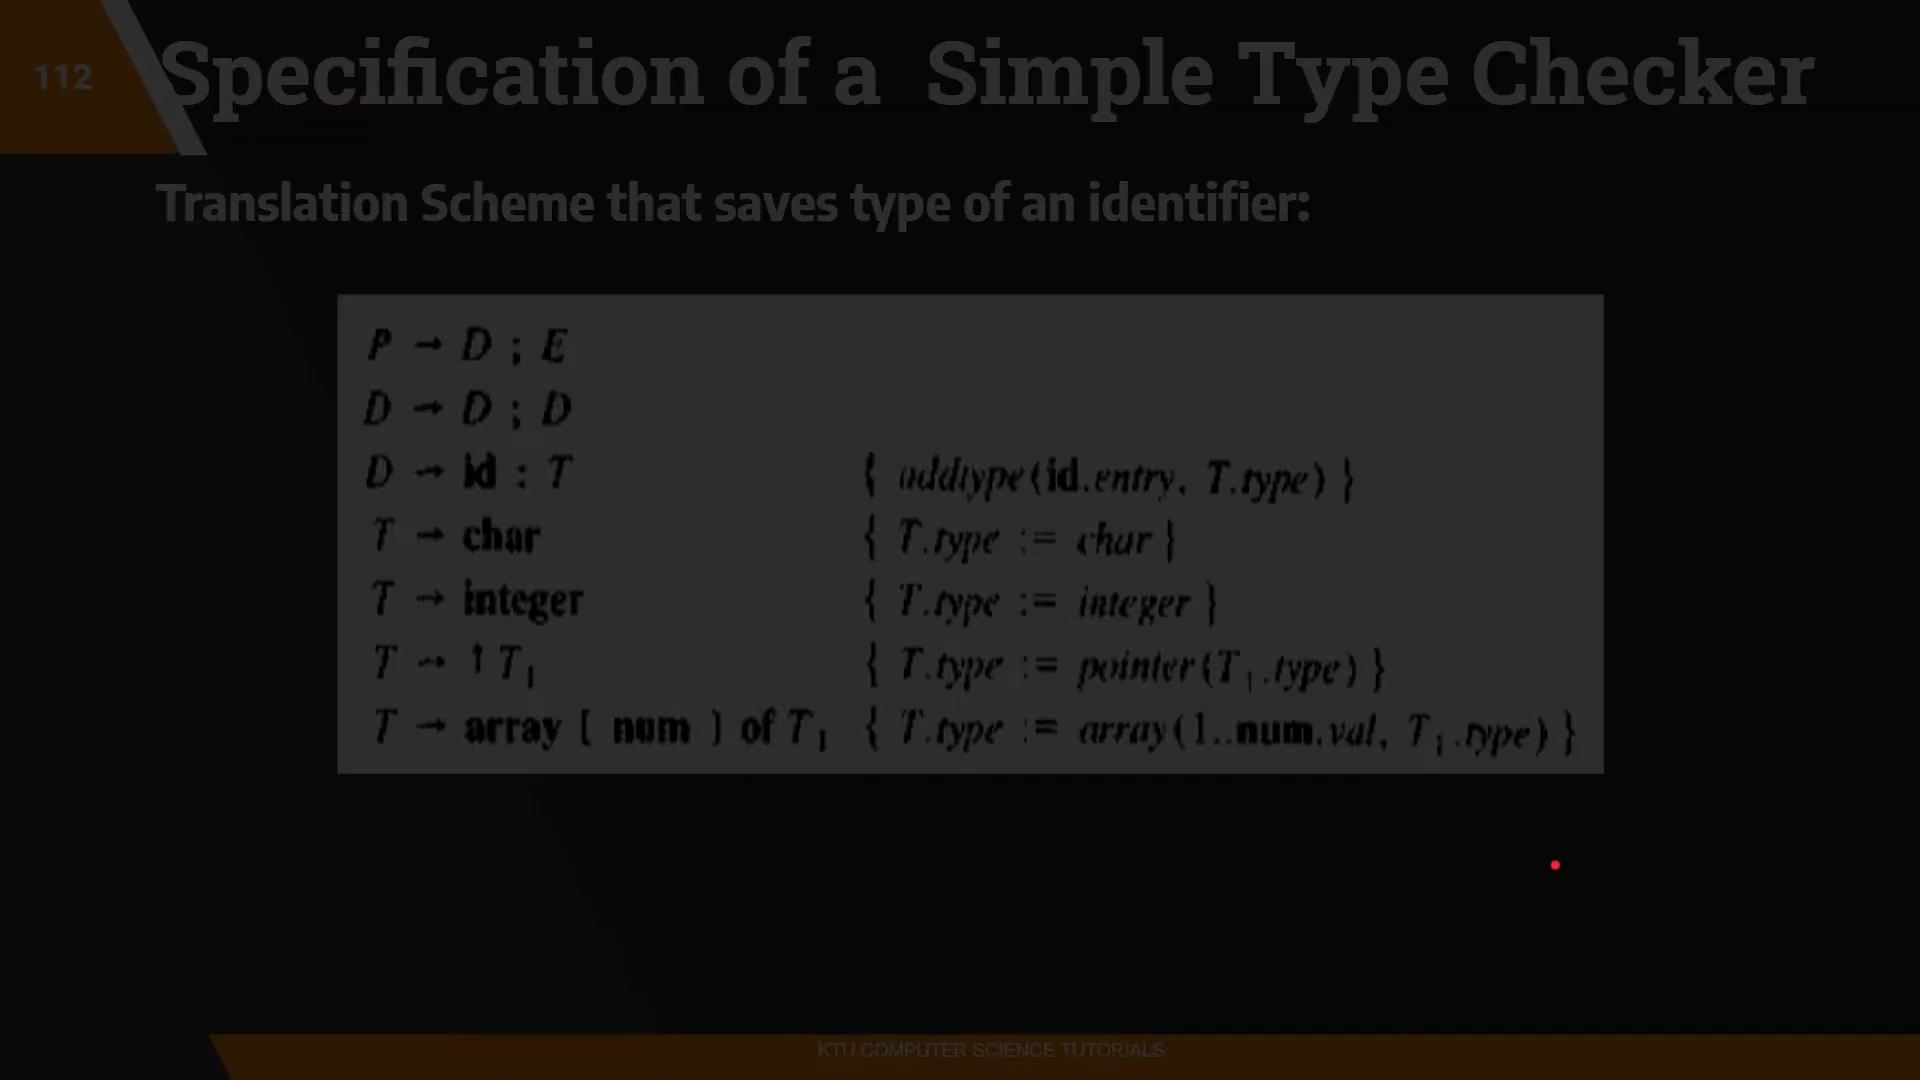 112
Specification of a Simple Type Checker
Translation Scheme that saves type of an identifier:
P → D ; E
D → D ; D
D → id : T { addtype(id.entry, T.type) }
T → char { T.type := char }
T → integer { T.type := integer }
T → ↑ T₁ { T.type := pointer(T₁.type) }
T → array [ num ] of T₁ { T.type := array(1..num.val, T₁.type) }
KTU COMPUTER SCIENCE TUTORIALS